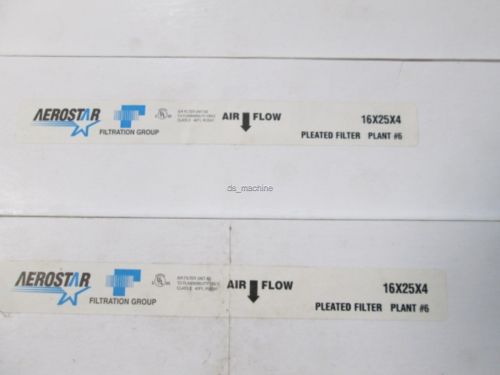 AEROSTAR
FILTRATION GROUP
AIR FLOW
16X25X4
PLEATED FILTER PLANT #6
ds_machine
AEROSTAR
FILTRATION GROUP
AIR FLOW
16X25X4
PLEATED FILTER PLANT #6